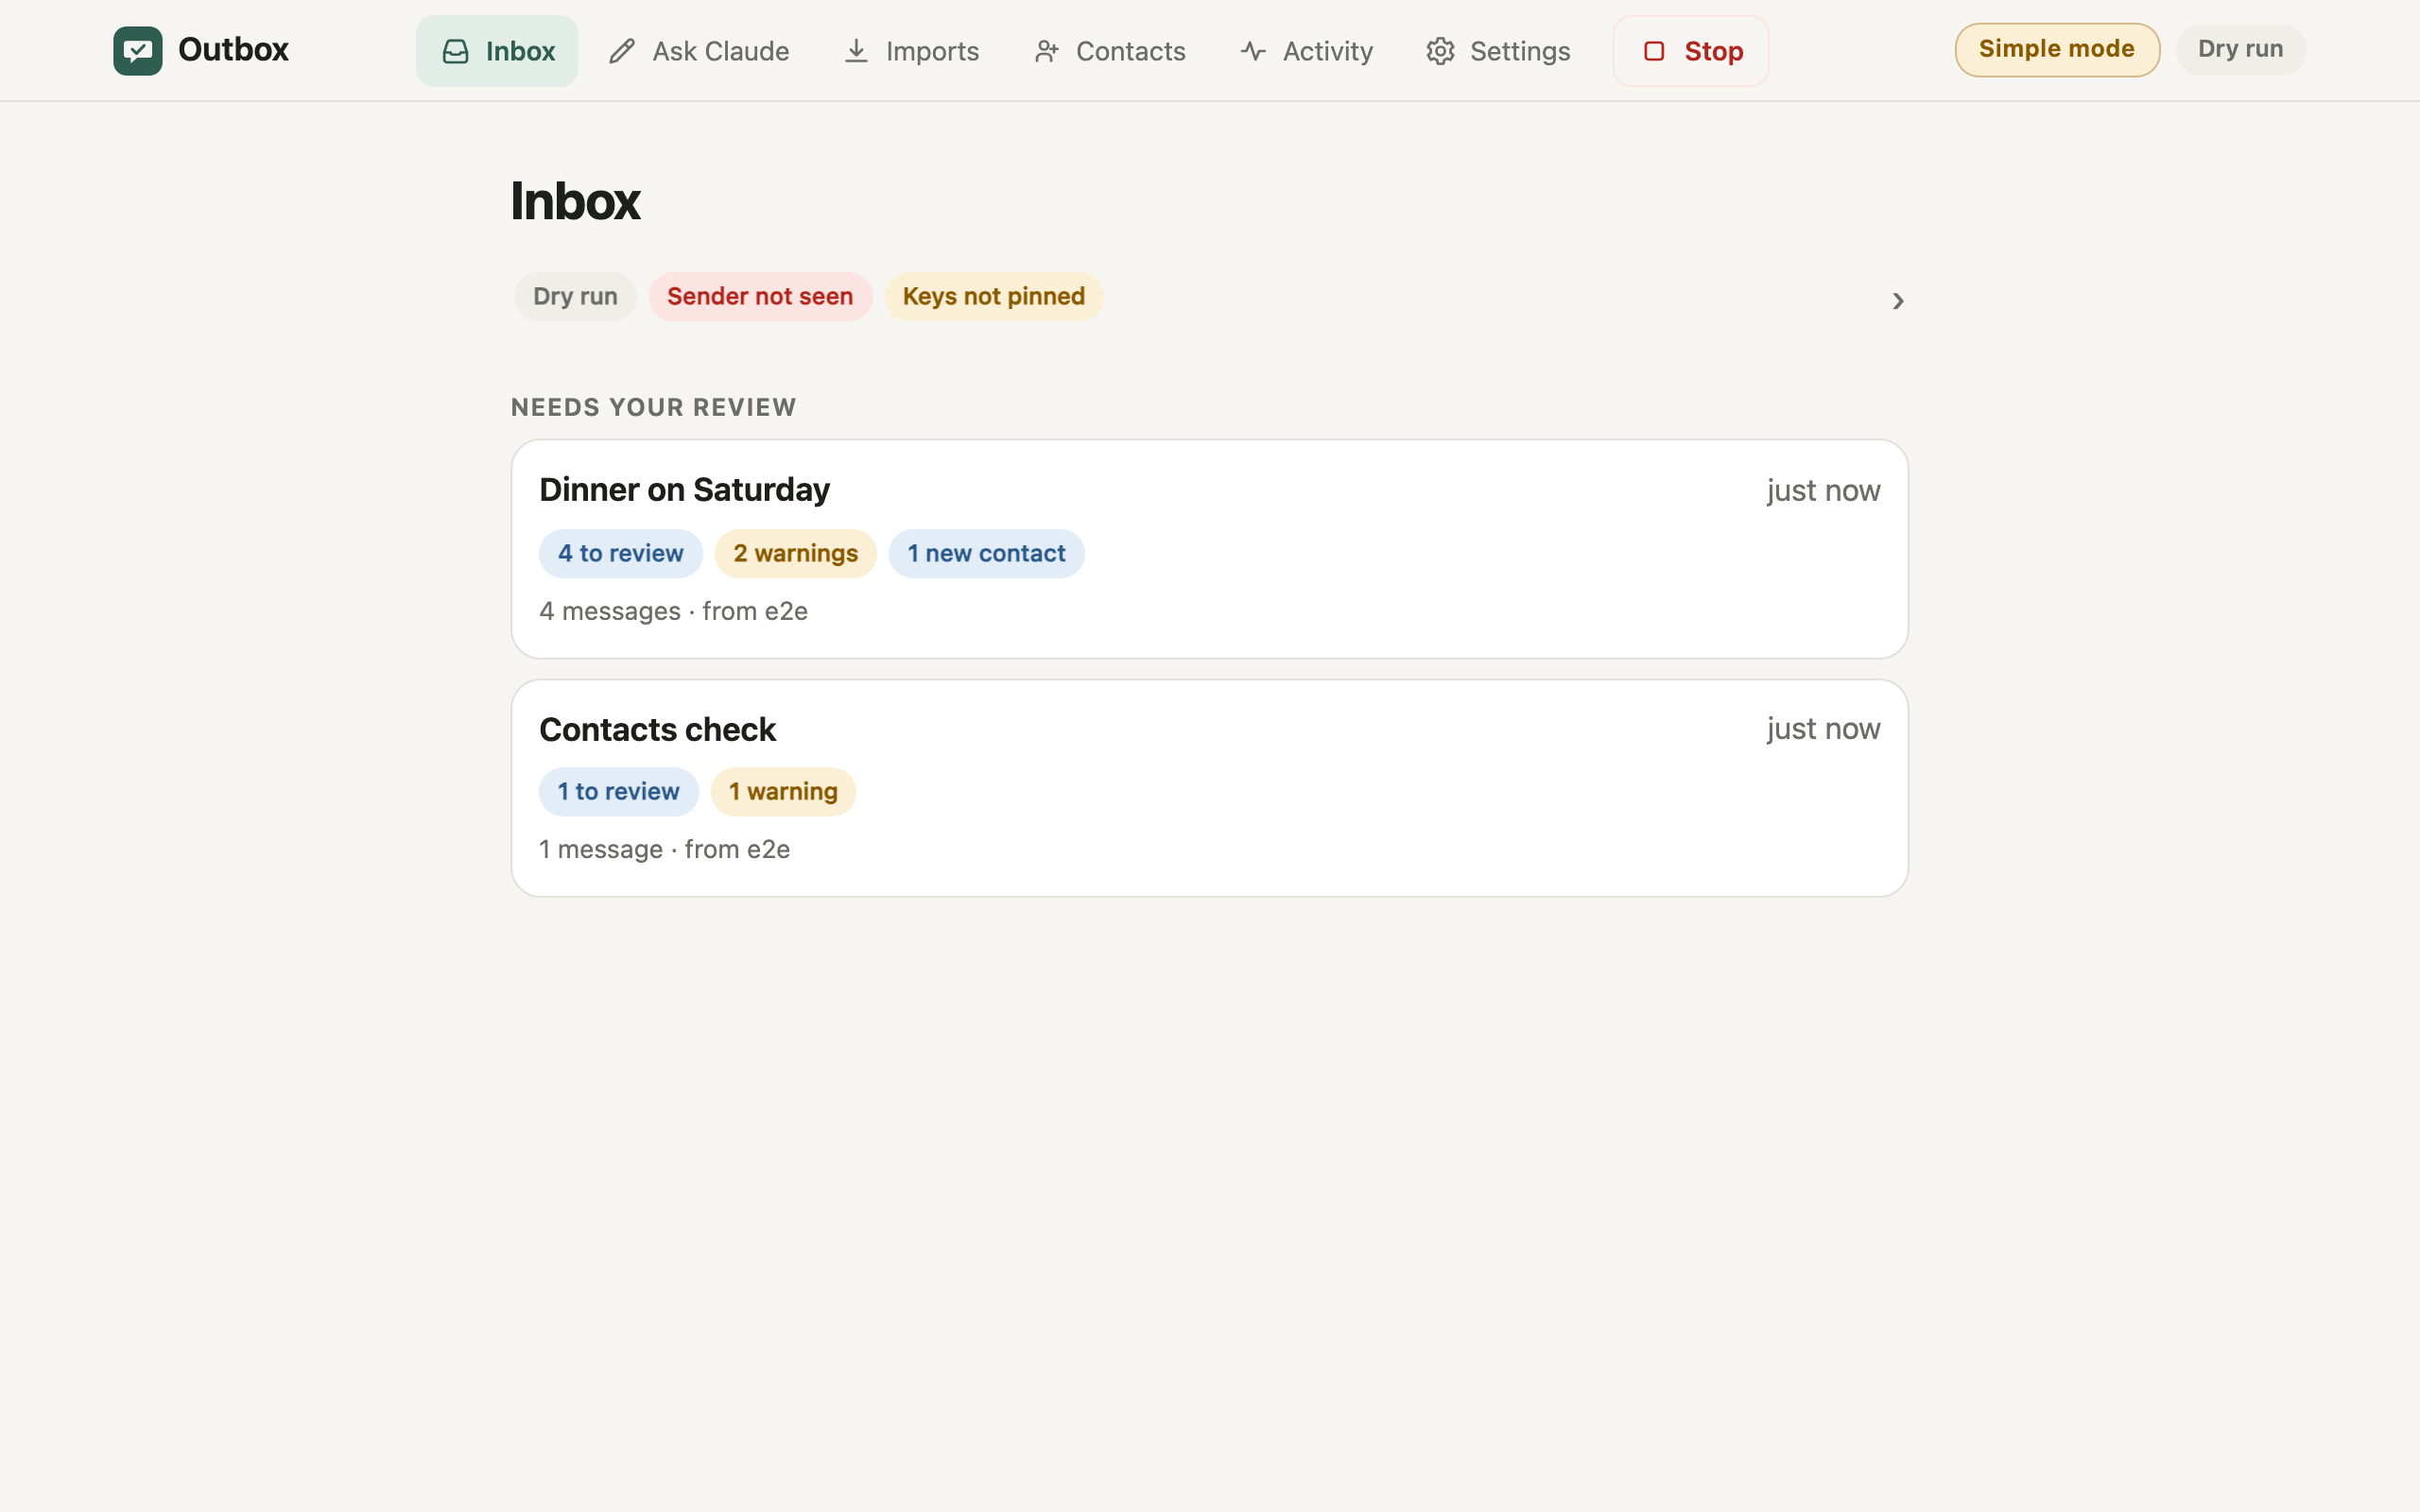 Outbox
Inbox
Ask Claude
Imports
Contacts
Activity
Settings
Stop
Simple mode
Dry run
Inbox
Dry run
Sender not seen
Keys not pinned
NEEDS YOUR REVIEW
Dinner on Saturday
just now
4 to review
2 warnings
1 new contact
4 messages · from e2e
Contacts check
just now
1 to review
1 warning
1 message · from e2e